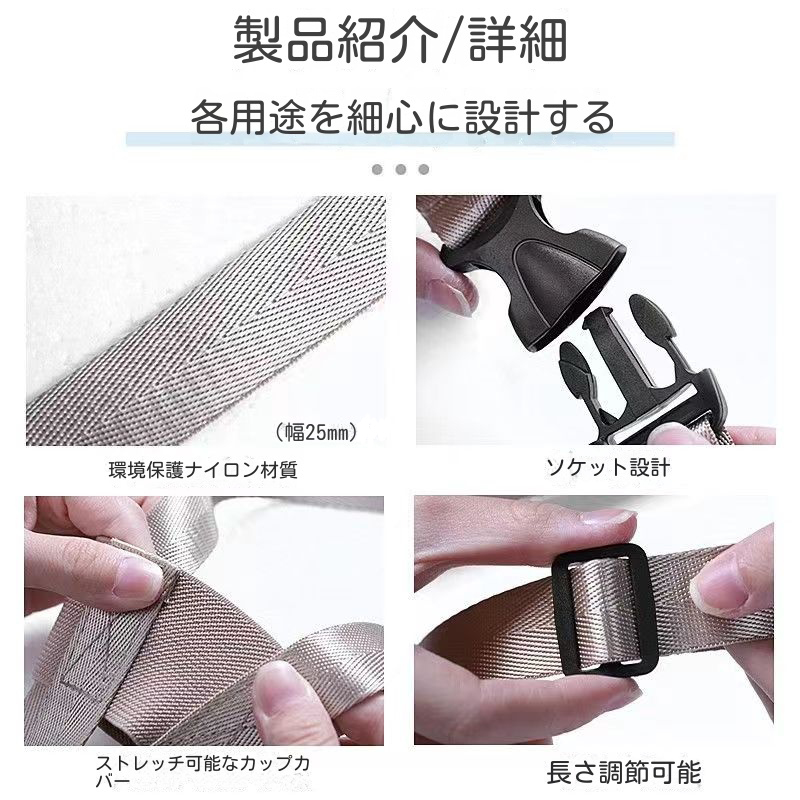 製品紹介/詳細
各用途を細心に設計する
(幅25mm)
環境保護ナイロン材質
ソケット設計
ストレッチ可能なカップカ
バー
長さ調節可能